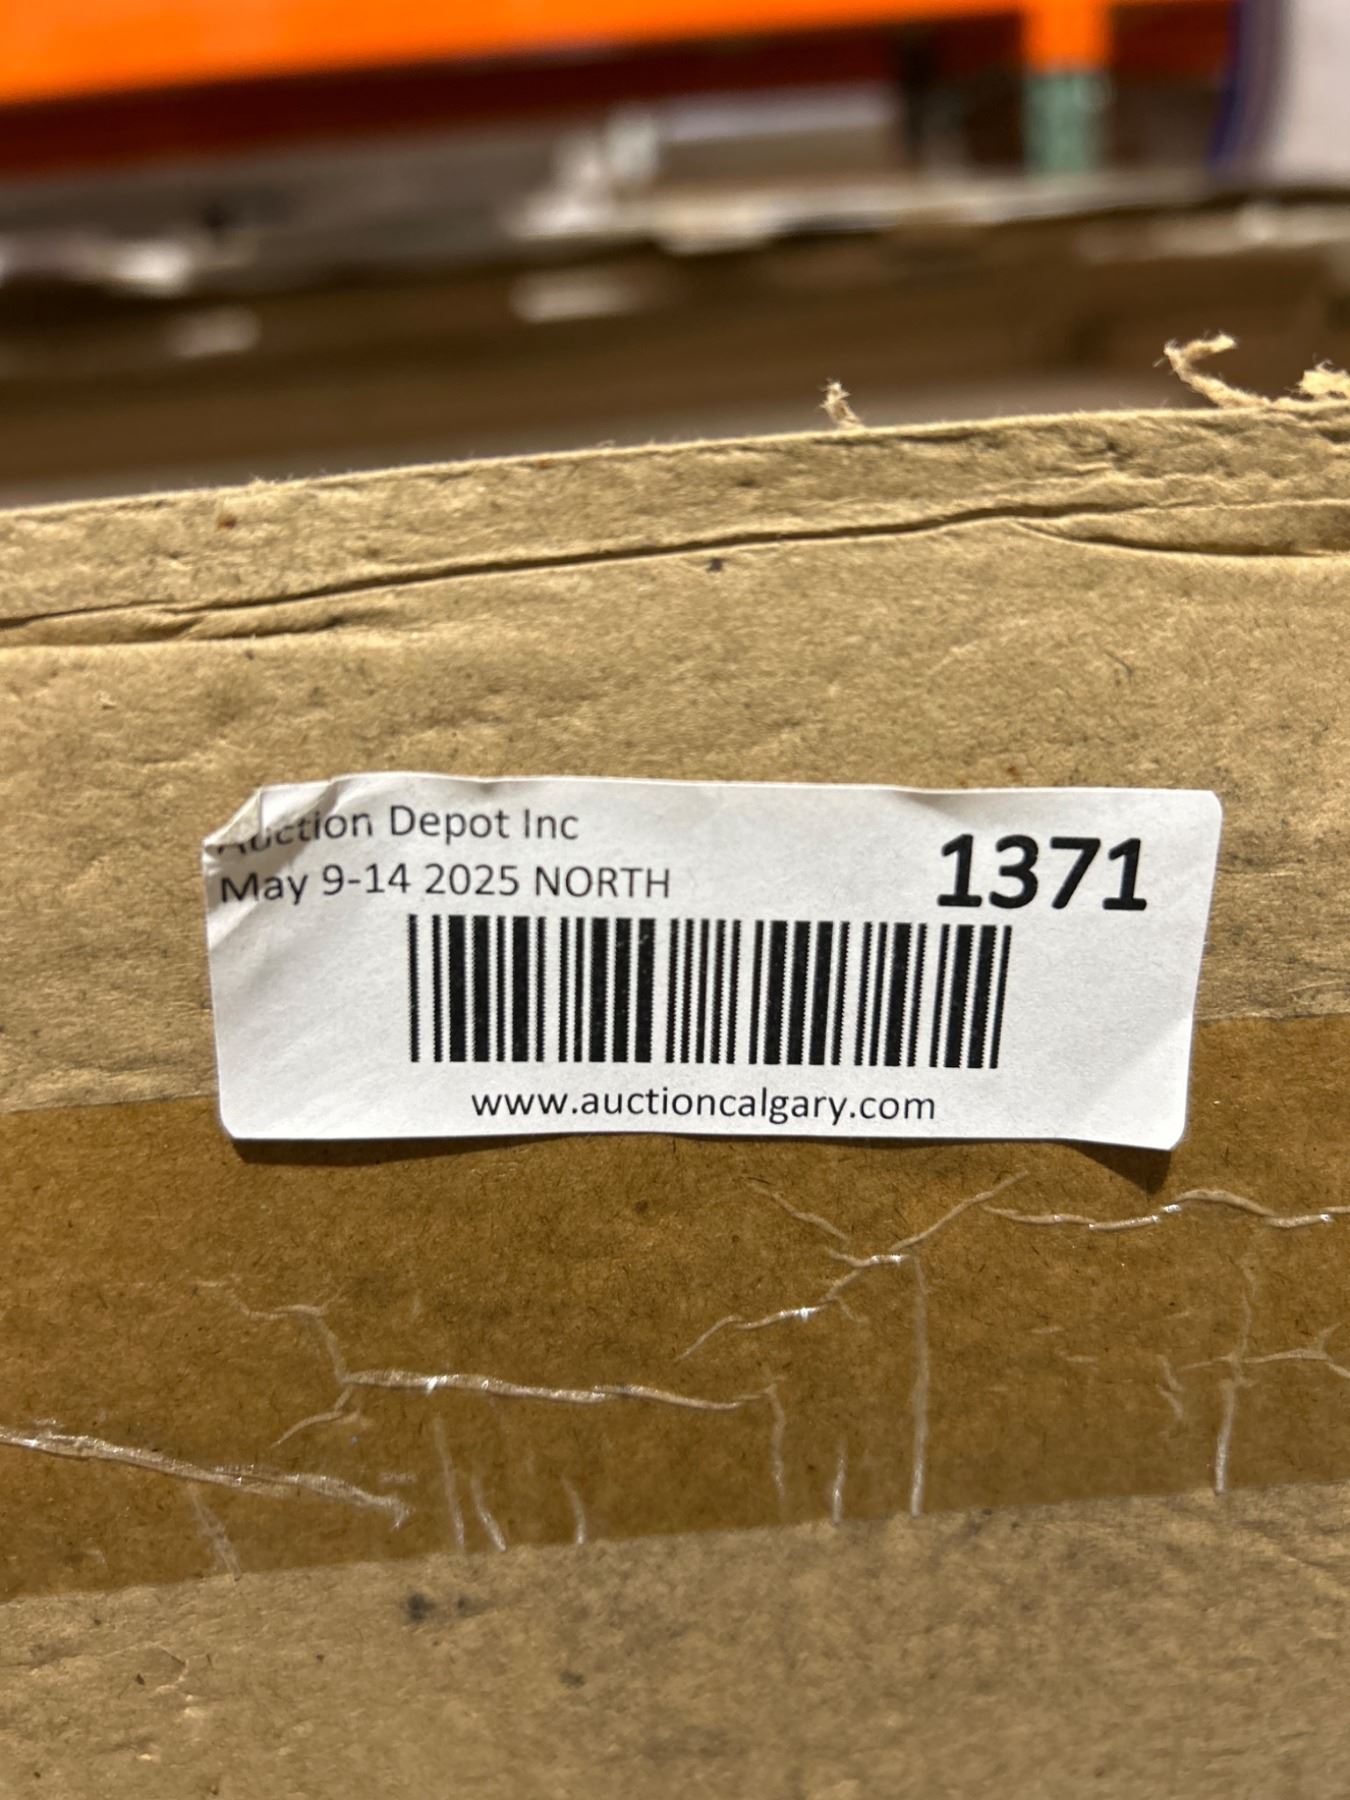 Auction Depot Inc
May 9-14 2025 NORTH
1371
www.auctioncalgary.com